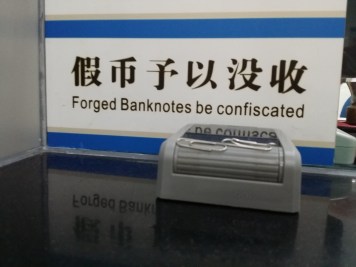 假币予以没收
Forged Banknotes be confiscated